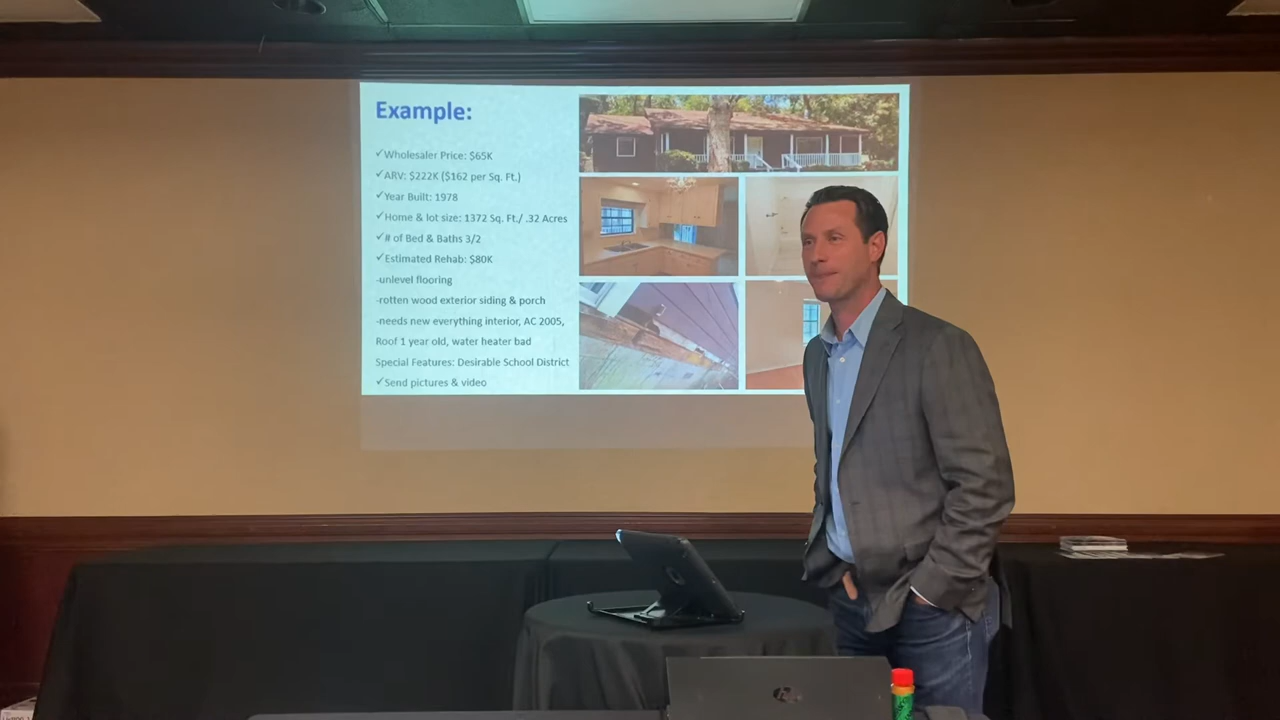 Example:
✓Wholesaler Price: $65K
✓ARV: $222K ($162 per Sq. Ft.)
✓Year Built: 1978
✓Home & lot size: 1372 Sq. Ft./ .32 Acres
✓# of Bed & Baths 3/2
✓Estimated Rehab: $80K
-unlevel flooring
-rotten wood exterior siding & porch
-needs new everything interior, AC 2005,
Roof 1 year old, water heater bad
Special Features: Desirable School District
✓Send pictures & video